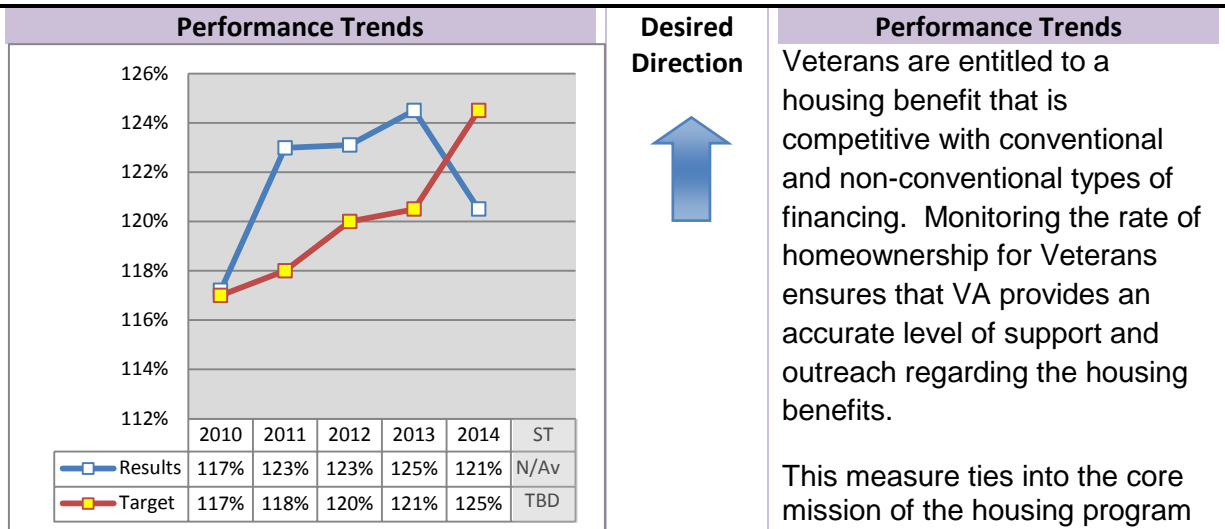 Performance Trends
126%
124%
122%
120%
118%
116%
114%
112%
2010 2011 2012 2013 2014 ST
Results 117% 123% 123% 125% 121% N/Av
Target 117% 118% 120% 121% 125% TBD
Desired
Direction
Performance Trends
Veterans are entitled to a
housing benefit that is
competitive with conventional
and non-conventional types of
financing.  Monitoring the rate of
homeownership for Veterans
ensures that VA provides an
accurate level of support and
outreach regarding the housing
benefits.
This measure ties into the core
mission of the housing program